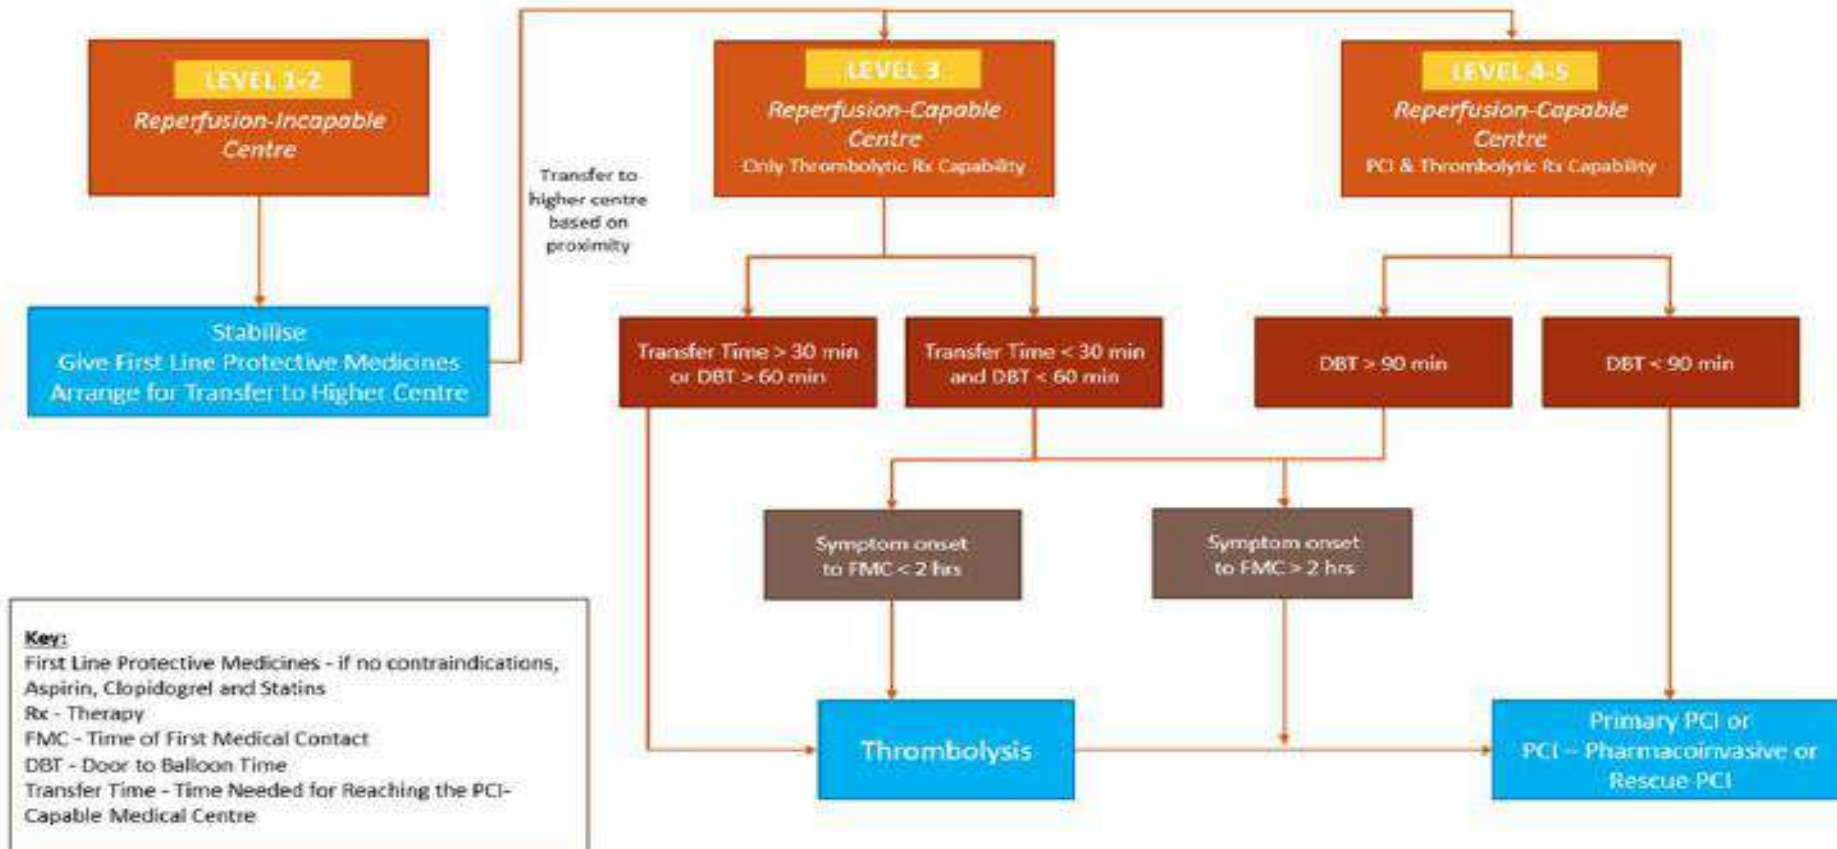 LEVEL 1-2
Reperfusion-Incapable
Centre
Stabilise
Give First Line Protective Medicines
Arrange for Transfer to Higher Centre
Transfer to
higher centre
based on
proximity
LEVEL 3
Reperfusion-Capable
Centre
Only Thrombolytic Rx Capability
LEVEL 4-5
Reperfusion-Capable
Centre
PCI & Thrombolytic Rx Capability
Transfer Time > 30 min
or DBT > 60 min
Transfer Time < 30 min
and DBT < 60 min
DBT > 90 min
DBT < 90 min
Symptom onset
to FMC < 2 hrs
Symptom onset
to FMC > 2 hrs
Thrombolysis
Primary PCI or
PCI – Pharmacoinvasive or
Rescue PCI
Key:
First Line Protective Medicines - if no contraindications,
Aspirin, Clopidogrel and Statins
Rx - Therapy
FMC - Time of First Medical Contact
DBT - Door to Balloon Time
Transfer Time - Time Needed for Reaching the PCI-
Capable Medical Centre